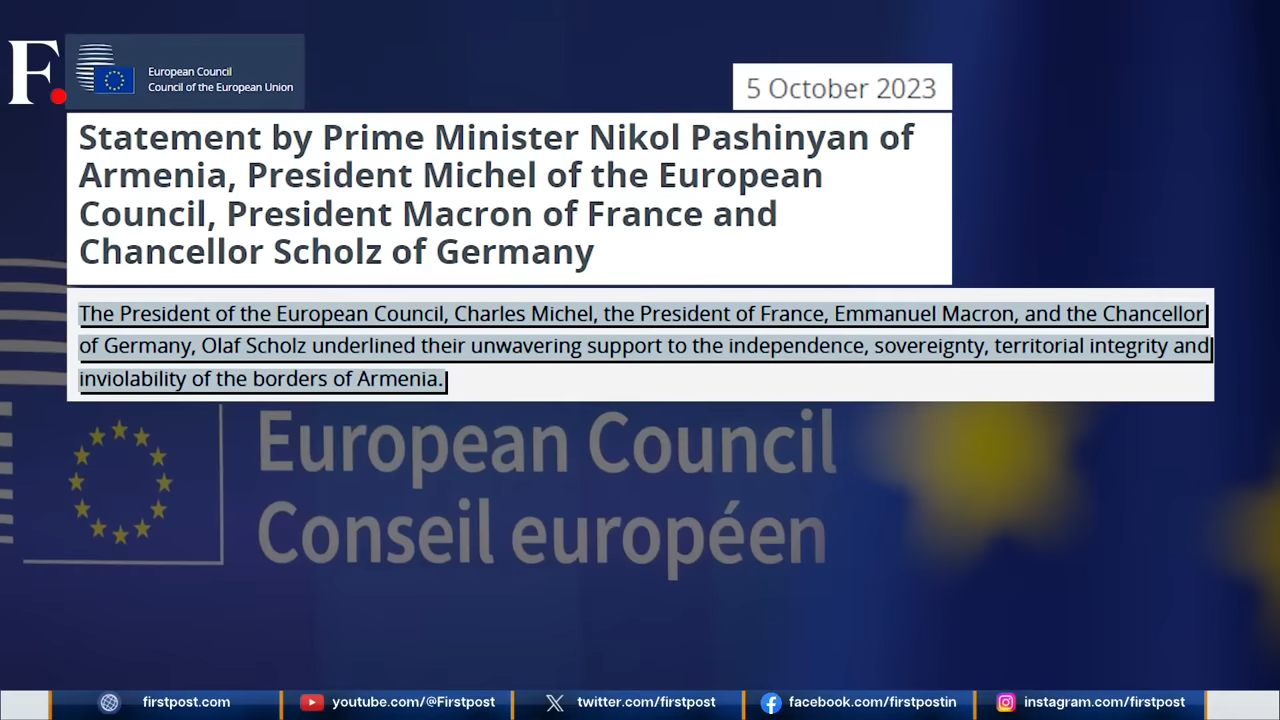 F.
European Council
Council of the European Union
5 October 2023
Statement by Prime Minister Nikol Pashinyan of
Armenia, President Michel of the European
Council, President Macron of France and
Chancellor Scholz of Germany
The President of the European Council, Charles Michel, the President of France, Emmanuel Macron, and the Chancellor
of Germany, Olaf Scholz underlined their unwavering support to the independence, sovereignty, territorial integrity and
inviolability of the borders of Armenia.
European Council
Conseil européen
firstpost.com
youtube.com/@Firstpost
twitter.com/firstpost
facebook.com/firstpostin
instagram.com/firstpost